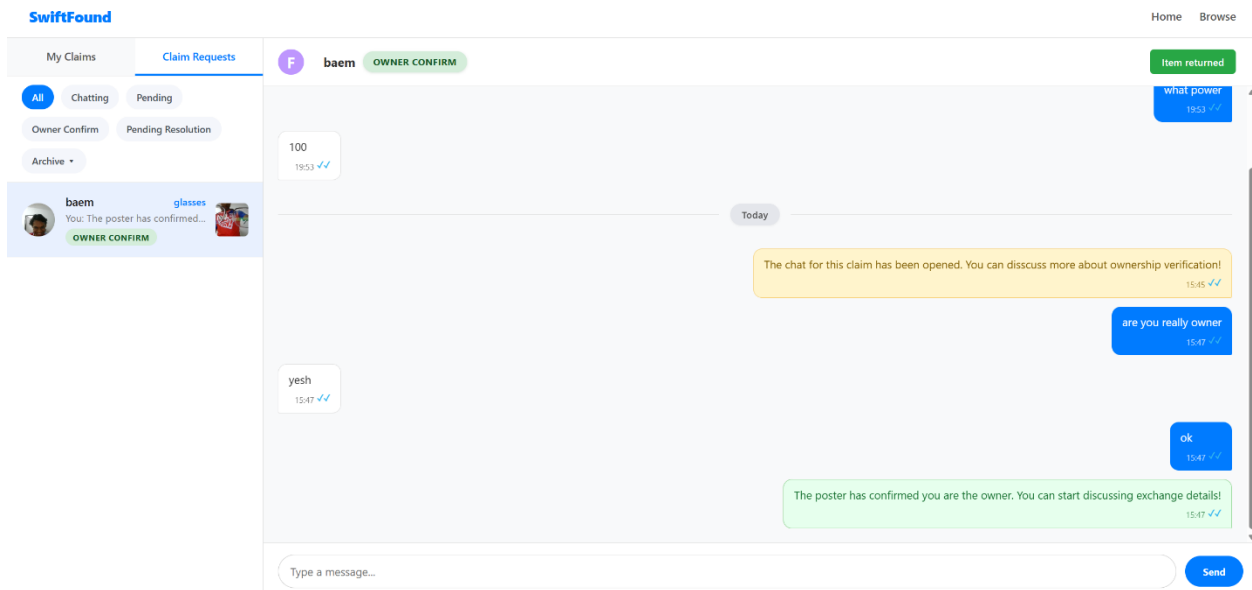 SwiftFound
Home Browse
My Claims Claim Requests
All Chatting Pending
Owner Confirm Pending Resolution
Archive
baem glasses
You: The poster has confirmed...
OWNER CONFIRM
F baem OWNER CONFIRM Item returned
what power
19:53
100
19:53
Today
The chat for this claim has been opened. You can disscuss more about ownership verification!
15:45
are you really owner
15:47
yesh
15:47
ok
15:47
The poster has confirmed you are the owner. You can start discussing exchange details!
15:47
Type a message...
Send